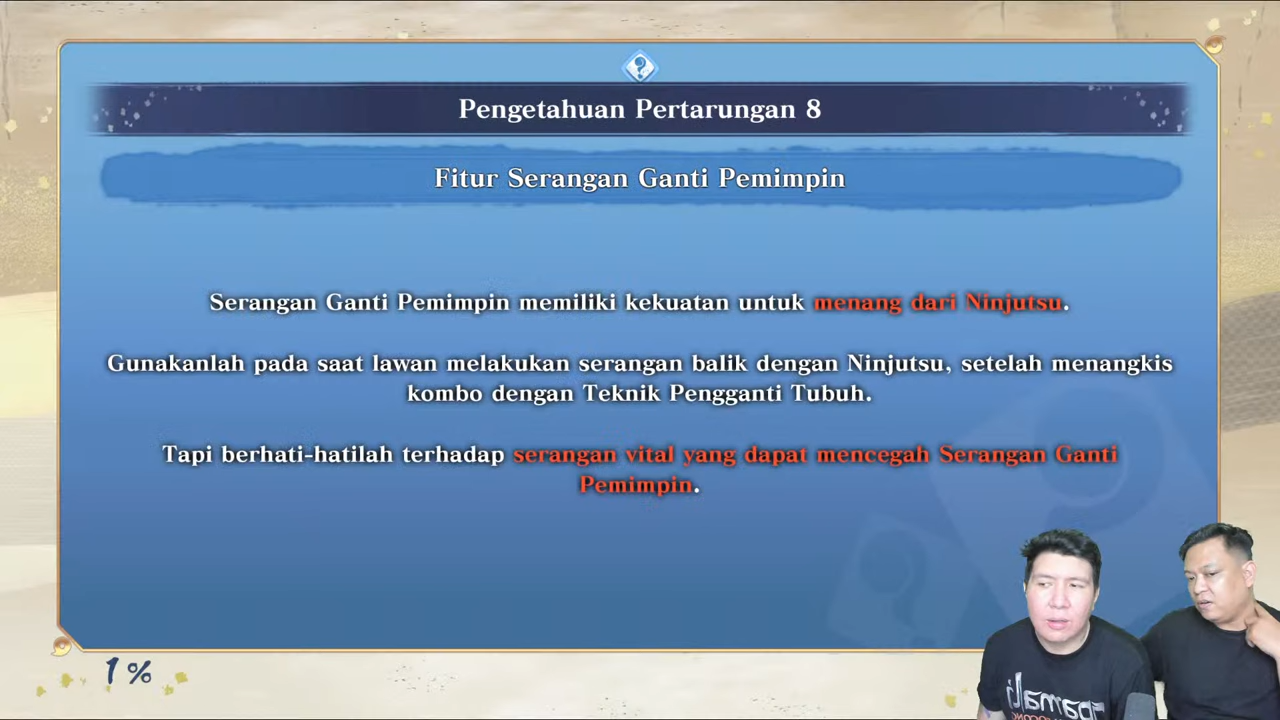 Pengetahuan Pertarungan 8
Fitur Serangan Ganti Pemimpin
Serangan Ganti Pemimpin memiliki kekuatan untuk menang dari Ninjutsu.
Gunakanlah pada saat lawan melakukan serangan balik dengan Ninjutsu, setelah menangkis
kombo dengan Teknik Pengganti Tubuh.
Tapi berhati-hatilah terhadap serangan vital yang dapat mencegah Serangan Ganti
Pemimpin.
1 %